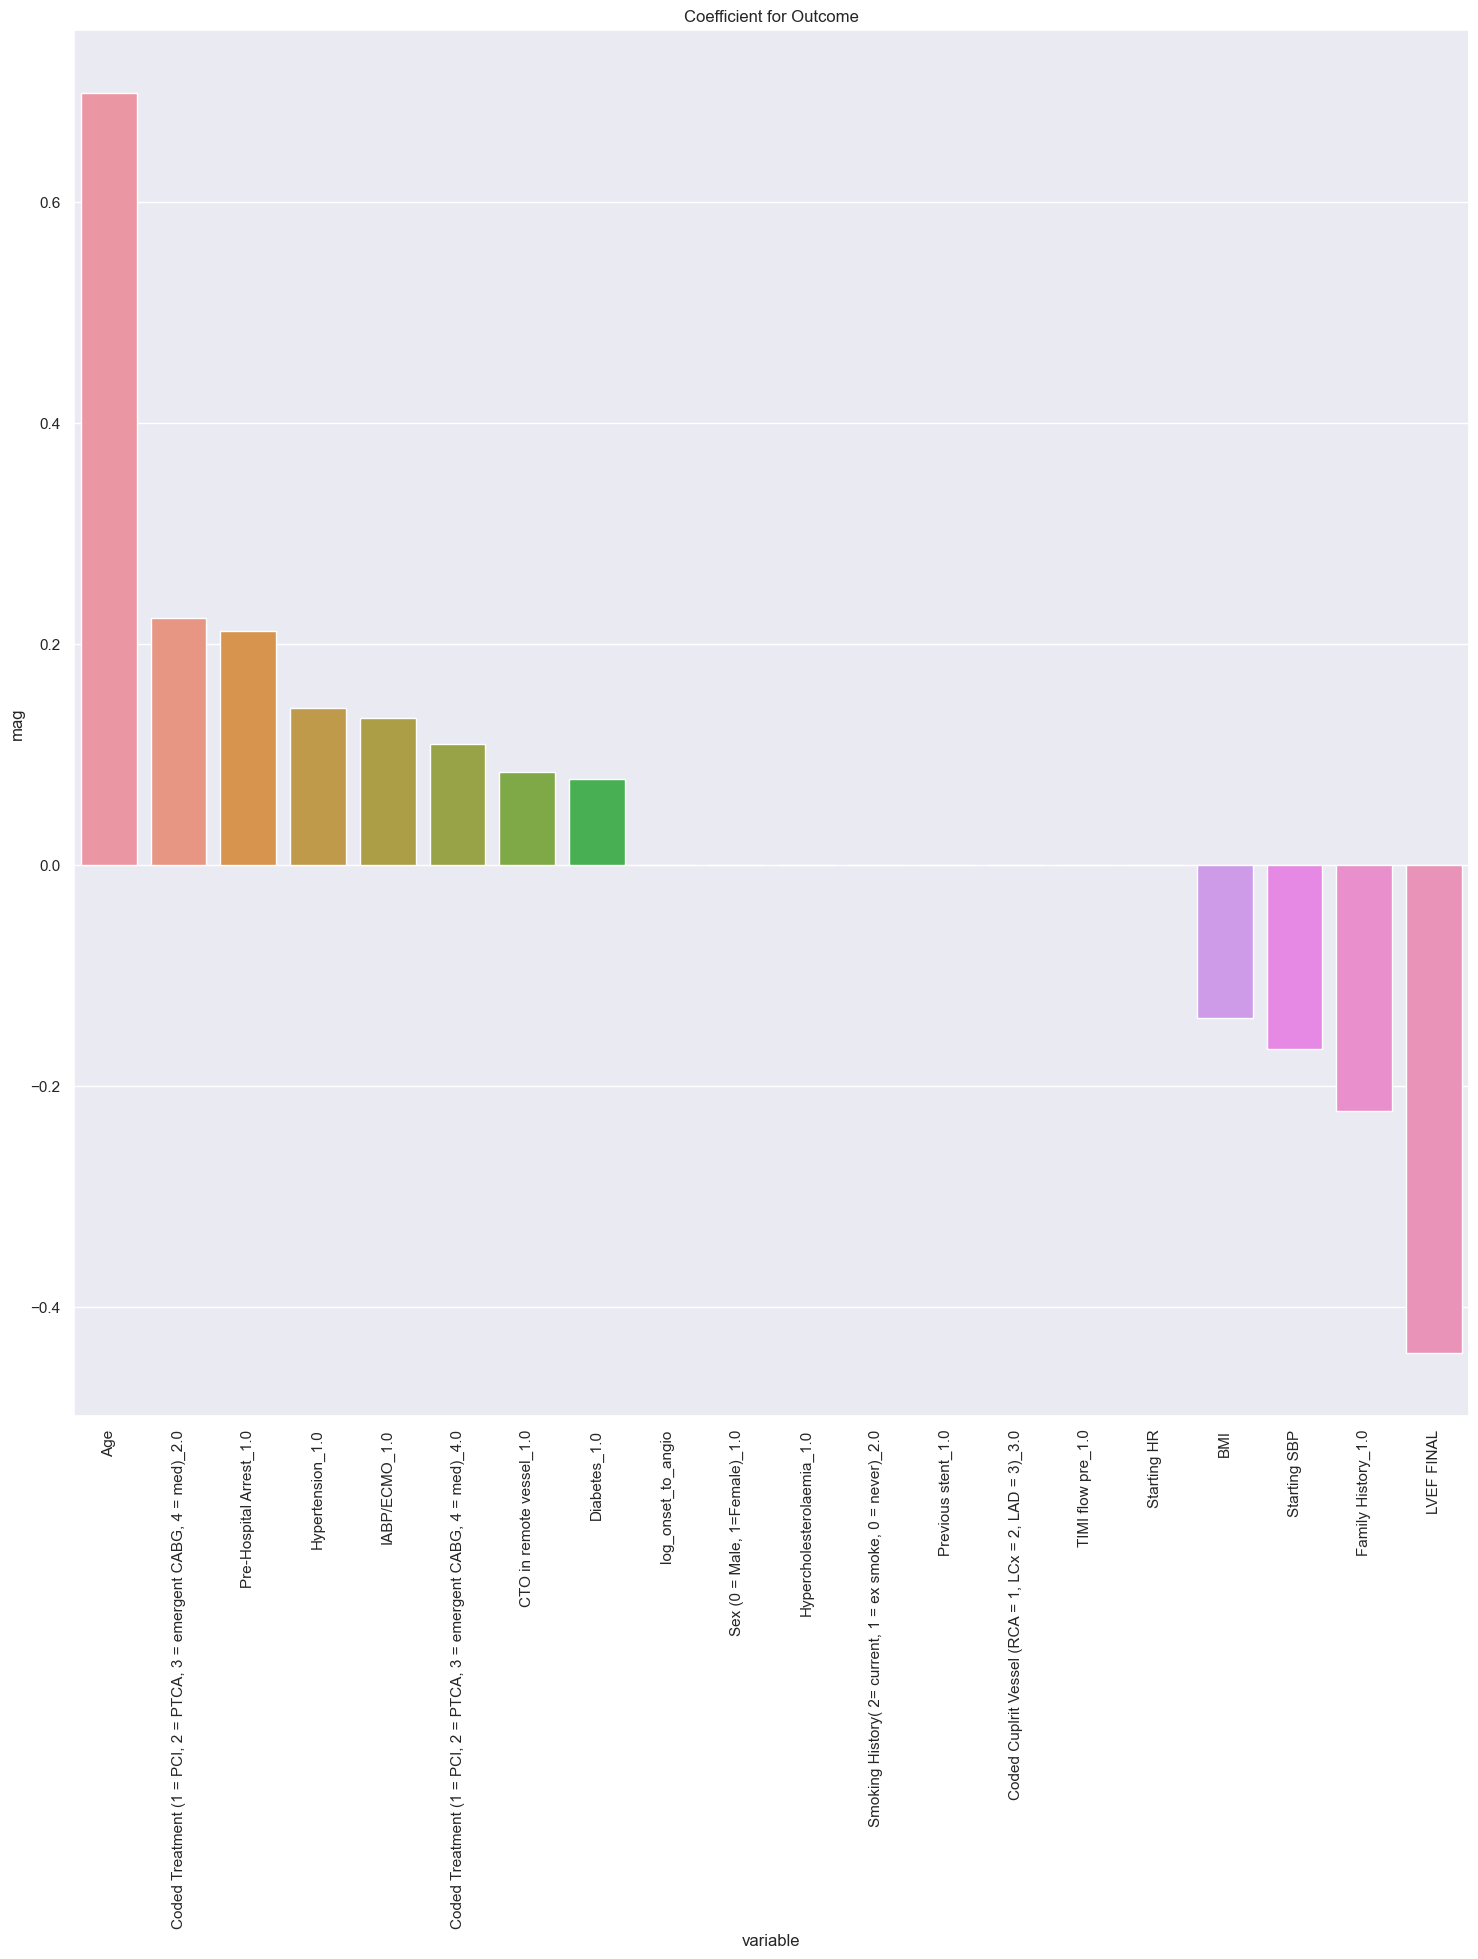 Coefficient for Outcome
mag
0.6
0.4
0.2
0.0
−0.2
−0.4
Age
Coded Treatment (1 = PCI, 2 = PTCA, 3 = emergent CABG, 4 = med)_2.0
Pre-Hospital Arrest_1.0
Hypertension_1.0
IABP/ECMO_1.0
Coded Treatment (1 = PCI, 2 = PTCA, 3 = emergent CABG, 4 = med)_4.0
CTO in remote vessel_1.0
Diabetes_1.0
log_onset_to_angio
Sex (0 = Male, 1=Female)_1.0
Hypercholesterolaemia_1.0
Smoking History( 2= current, 1 = ex smoke, 0 = never)_2.0
Previous stent_1.0
Coded Cuplrit Vessel (RCA = 1, LCx = 2, LAD = 3)_3.0
TIMI flow pre_1.0
Starting HR
BMI
Starting SBP
Family History_1.0
LVEF FINAL
variable